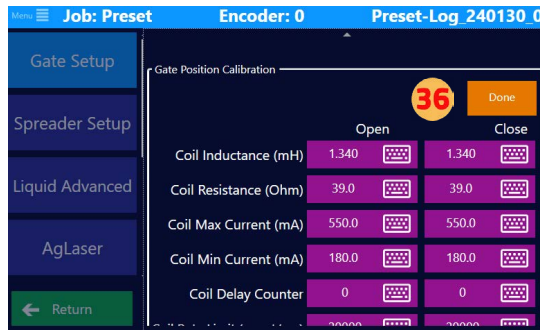 Menu Job: Preset Encoder: 0 Preset-Log_240130_0
Gate Setup
Spreader Setup
Liquid Advanced
AgLaser
Return
Gate Position Calibration
36 Done
Open Close
Coil Inductance (mH) 1.340 1.340
Coil Resistance (Ohm) 39.0 39.0
Coil Max Current (mA) 550.0 550.0
Coil Min Current (mA) 180.0 180.0
Coil Delay Counter 0 0